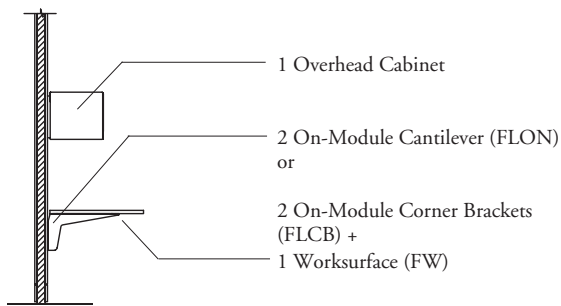 1 Overhead Cabinet
2 On-Module Cantilever (FLON)
or
2 On-Module Corner Brackets
(FLCB) +
1 Worksurface (FW)